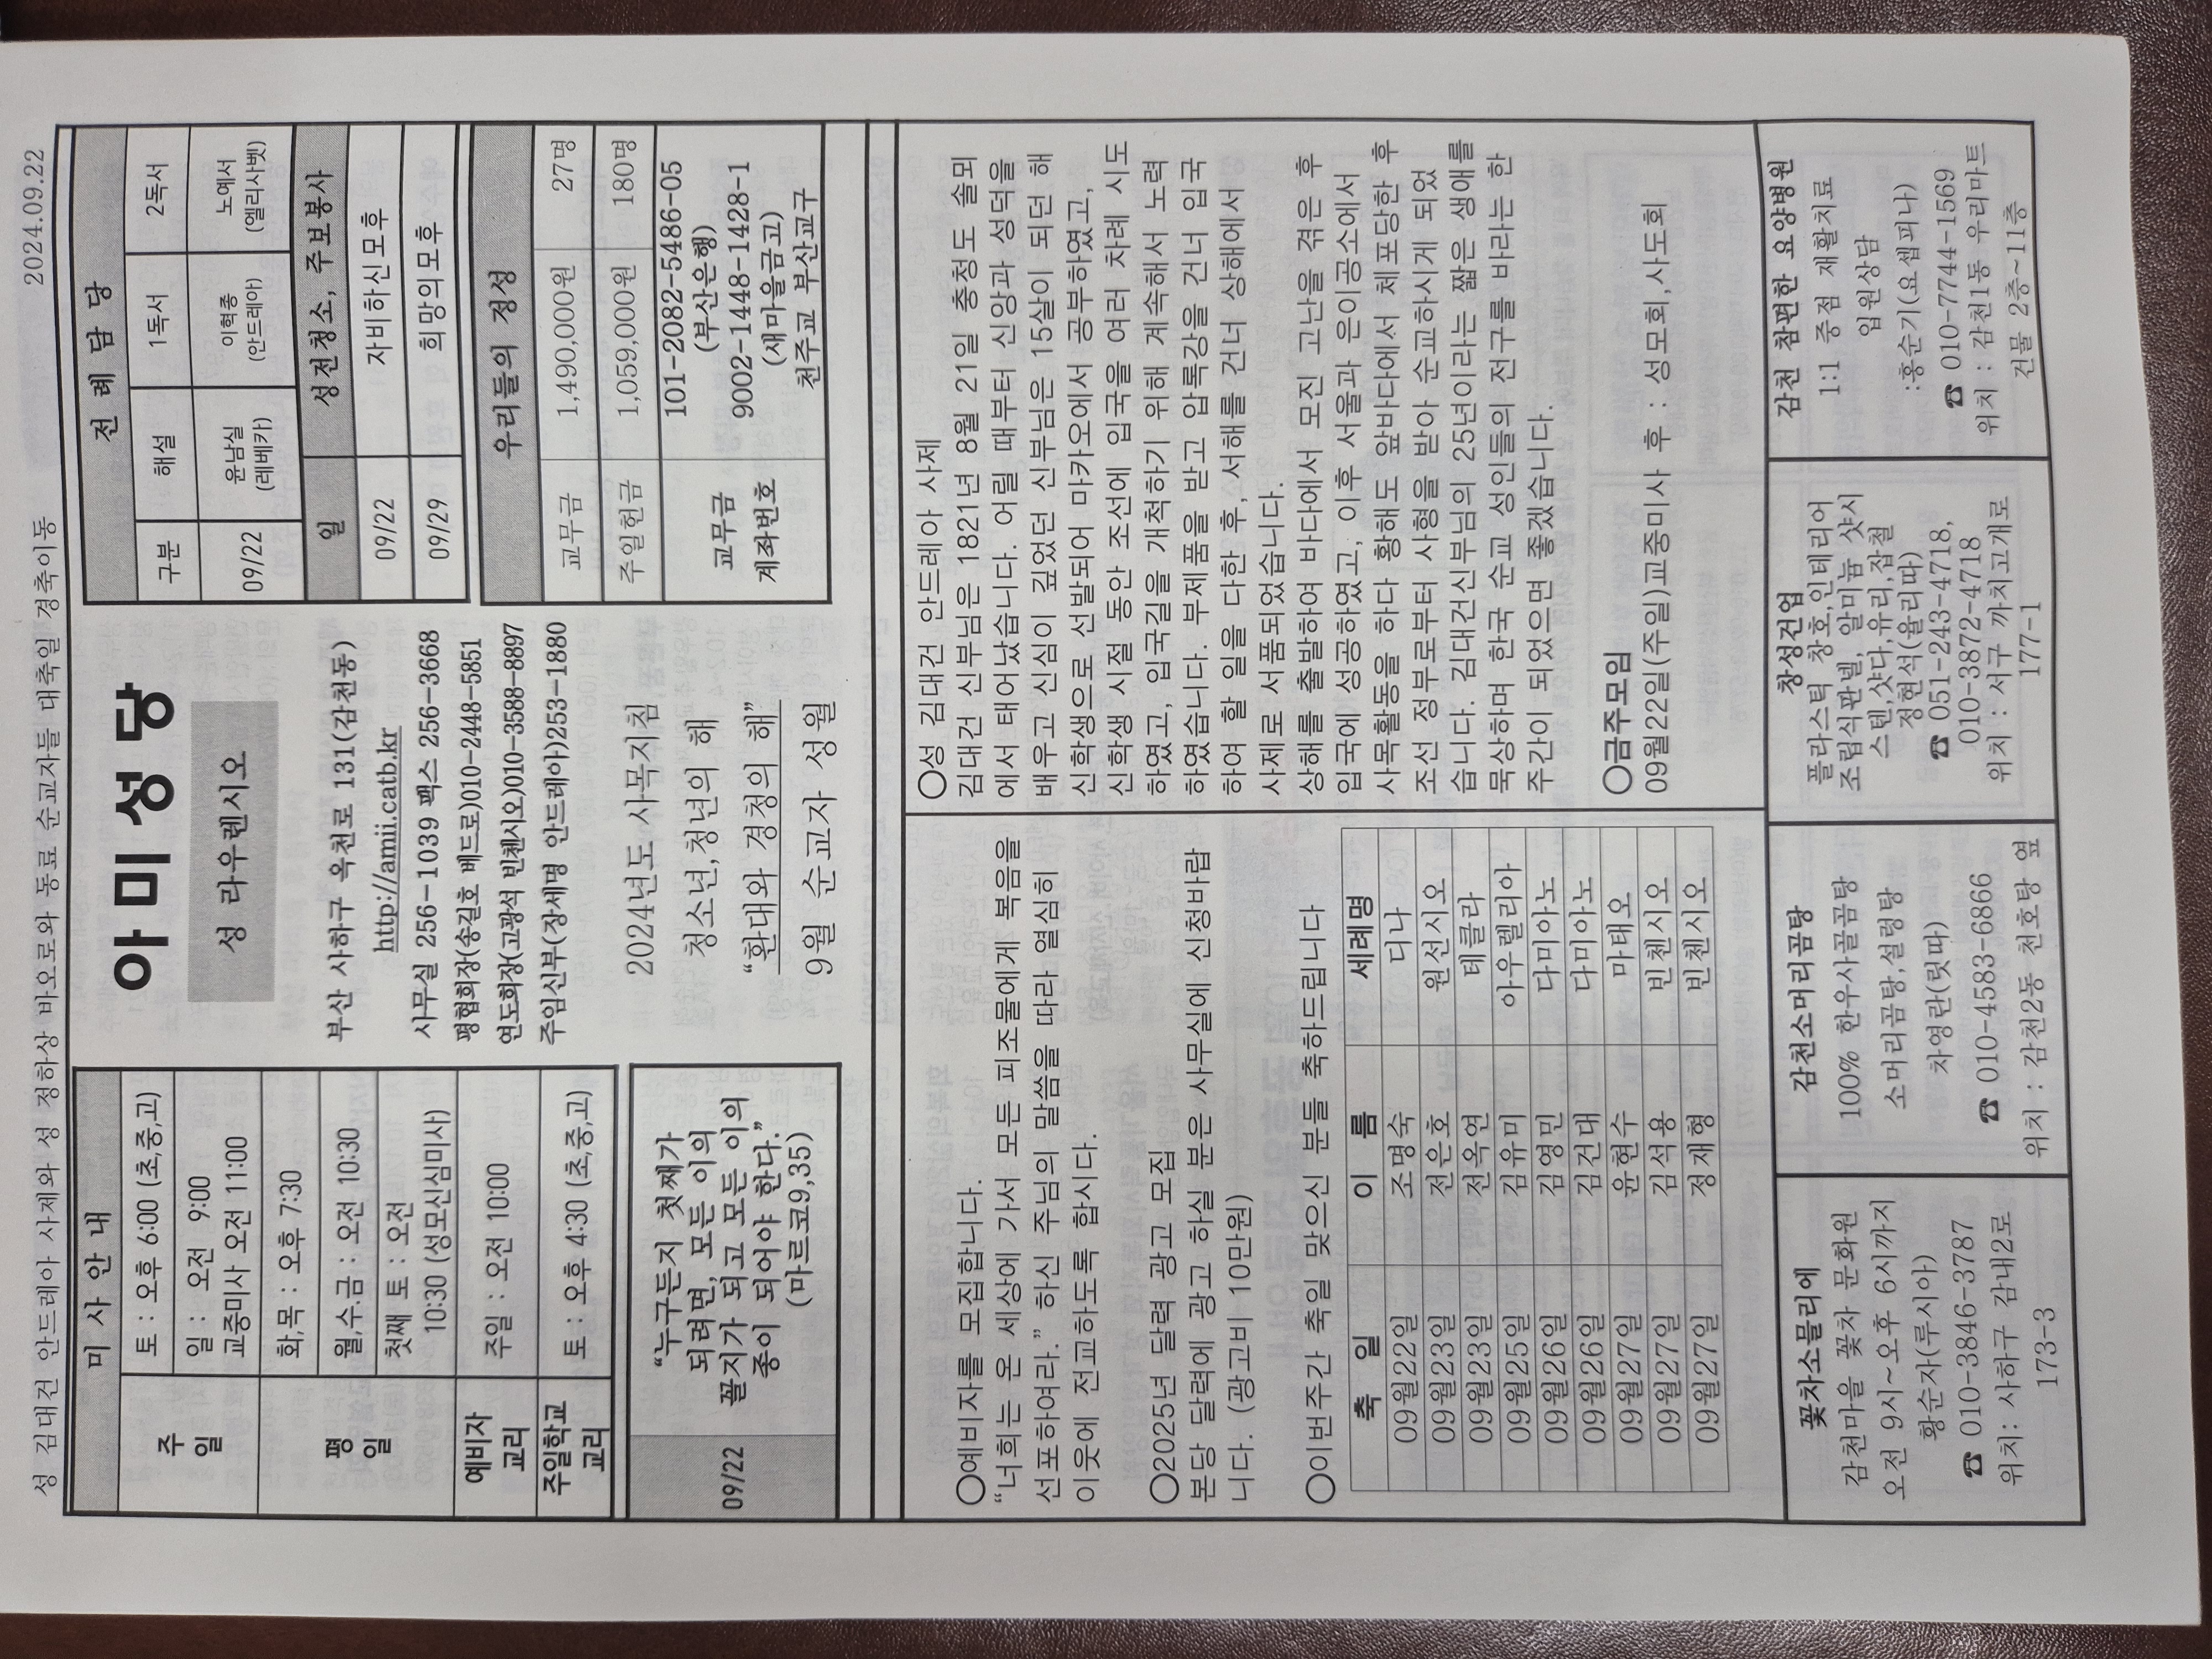 성 김대건 안드레아 사제와 성 정하상 바오로와 동료 순교자들 대축일 경축이동 2024.09.22
미 사 안 내
주일 토 : 오후 6:00 (초,중,고)
일 : 오전 9:00
교중미사 오전 11:00
평일 화,목 : 오후 7:30
월,수,금 : 오전 10:30
첫째 토 : 오전
10:30 (성모신심미사)
예비자 교리 주일 : 오전 10:00
주일학교 교리 토 : 오후 4:30 (초,중,고)
09/22
“누구든지 첫째가
되려면, 모든 이의
꼴지가 되고 모든 이의
종이 되어야 한다.”
(마르코9,35)
아미성당
성 라우렌시오
부산 사하구 옥천로 131(감천동)
http://amii.catb.kr
사무실 256-1039 팩스 256-3668
평협회장(송길호 베드로)010-2448-5851
연도회장(고광석 빈첸시오)010-3588-8897
주임신부(장세명 안드레아)253-1880
2024년도 사목지침
청소년,청년의 해
“환대와 경청의 해”
9월 순교자 성월
전 례 담 당
구분 해설 1독서 2독서
09/22 윤남실 (레베카) 이혁종 (안드레아) 노예서 (엘리사벳)
일 성전청소, 주보봉사
09/22 자비하신모후
09/29 희망의모후
우리들의 정성
교무금 1,490,000원 27명
주일헌금 1,059,000원 180명
교무금 계좌번호
101-2082-5486-05
(부산은행)
9002-1448-1428-1
(새마을금고)
천주교 부산교구
○예비자를 모집합니다.
“너희는 온 세상에 가서 모든 피조물에게 복음을
선포하여라.” 하신 주님의 말씀을 따라 열심히
이웃에 전교하도록 합시다.
○2025년 달력 광고 모집
본당 달력에 광고 하실 분은 사무실에 신청바랍
니다. (광고비 10만원)
○이번주간 축일 맞으신 분들 축하드립니다
축 일 이 름 세례명
09월22일 조명숙 디나
09월23일 전은호 원선시오
09월23일 전옥연 테클라
09월25일 김유미 아우렐리아
09월26일 김영민 다미아노
09월26일 김건대 다미아노
09월27일 윤현수 마태오
09월27일 김석용 빈첸시오
09월27일 정재형 빈첸시오
○성 김대건 안드레아 사제
김대건 신부님은 1821년 8월 21일 충청도 솔뫼
에서 태어났습니다. 어릴 때부터 신앙과 성덕을
배우고 신심이 깊었던 신부님은 15살이 되던 해
신학생으로 선발되어 마카오에서 공부하였고,
신학생 시절 동안 조선에 입국을 여러 차례 시도
하였고, 입국길을 개척하기 위해 계속해서 노력
하였습니다. 부제품을 받고 압록강을 건너 입국
하여 할 일을 다한 후, 서해를 건너 상해에서
사제로 서품되었습니다.
상해를 출발하여 바다에서 모진 고난을 겪은 후
입국에 성공하였고, 이후 서울과 은이공소에서
사목활동을 하다 황해도 앞바다에서 체포당한 후
조선 정부로부터 사형을 받아 순교하시게 되었
습니다. 김대건신부님의 25년이라는 짧은 생애를
묵상하며 한국 순교 성인들의 전구를 바라는 한
주간이 되었으면 좋겠습니다.
○금주모임
09월22일(주일)교중미사 후 : 성모회,사도회
꽃차소믈리에
감천마을 꽃차 문화원
오전 9시~오후 6시까지
황순자(루시아)
☎ 010-3846-3787
위치: 사하구 감내2로
173-3
감천소머리곰탕
100% 한우사골곰탕
소머리곰탕,설렁탕
차영란(릿따)
☎ 010-4583-6866
위치 : 감천2동 천호탕 옆
창성건업
플라스틱 창호,인테리어
조립식판넬, 알미늄 샷시
스텐,샷다,유리,잡철
정현석(율리따)
☎ 051-243-4718,
010-3872-4718
위치 : 서구 까치고개로
177-1
감천 참편한 요양병원
1:1 중점 재활치료
입원상담
:홍순기(요셉피나)
☎ 010-7744-1569
위치 : 감천1동 우리마트
건물 2층~11층